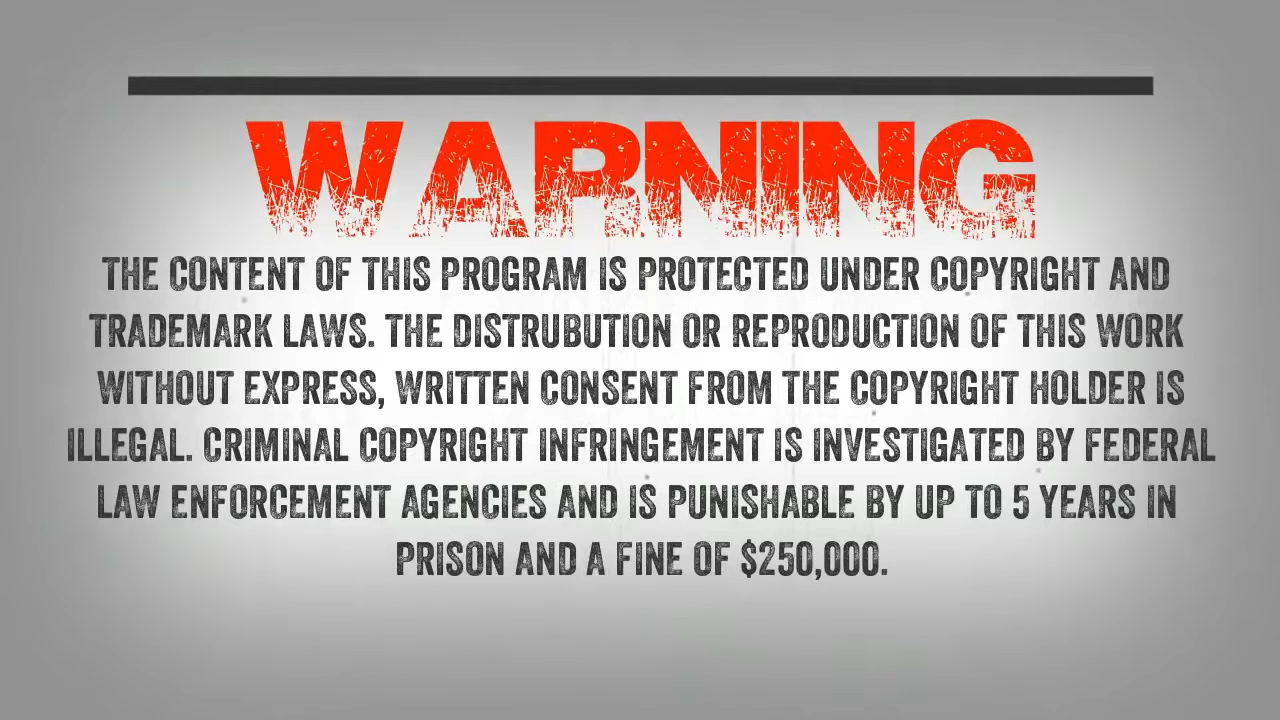 WARNING
THE CONTENT OF THIS PROGRAM IS PROTECTED UNDER COPYRIGHT AND
TRADEMARK LAWS. THE DISTRUBUTION OR REPRODUCTION OF THIS WORK
WITHOUT EXPRESS, WRITTEN CONSENT FROM THE COPYRIGHT HOLDER IS
ILLEGAL. CRIMINAL COPYRIGHT INFRINGEMENT IS INVESTIGATED BY FEDERAL
LAW ENFORCEMENT AGENCIES AND IS PUNISHABLE BY UP TO 5 YEARS IN
PRISON AND A FINE OF $250,000.